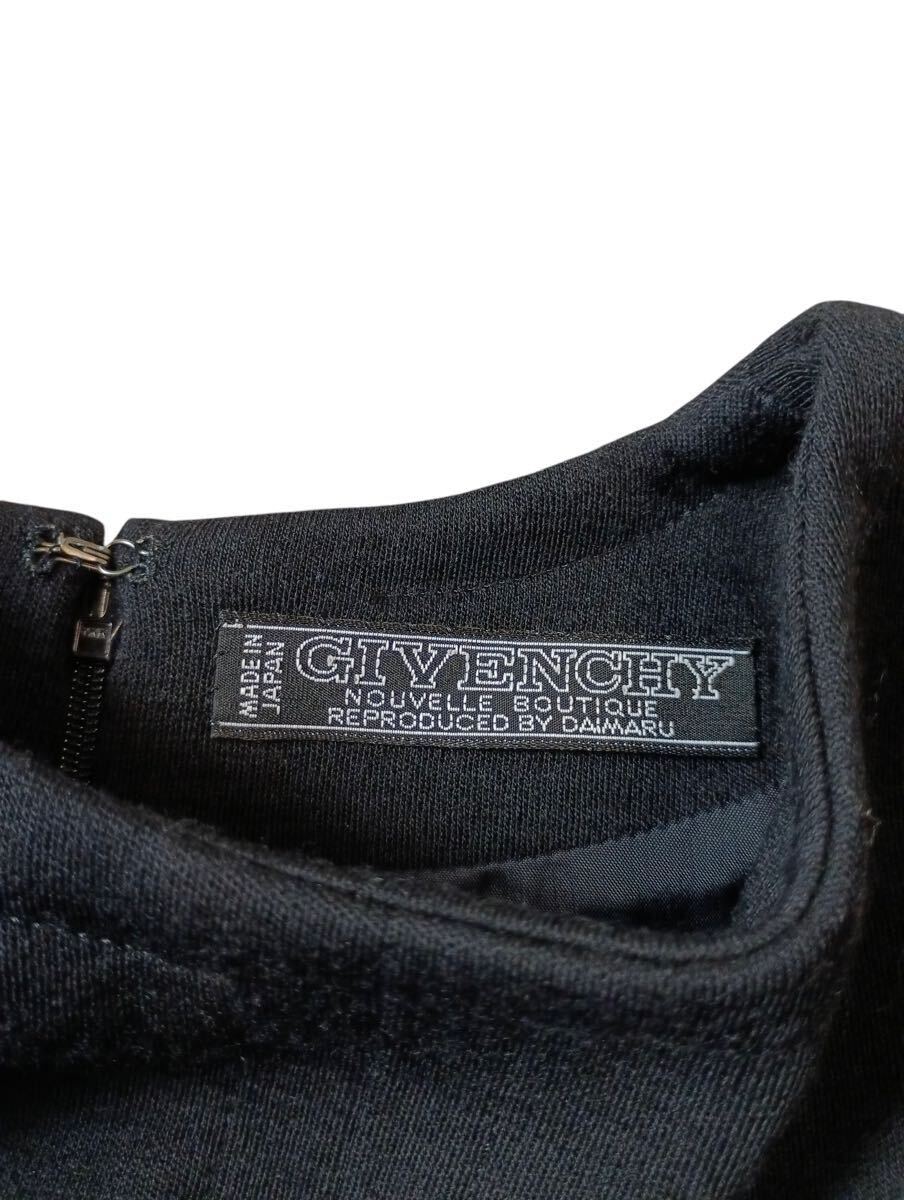 MADE IN
JAPAN
GIVENCHY
NOUVELLE BOUTIQUE
REPRODUCED BY DAIMARU